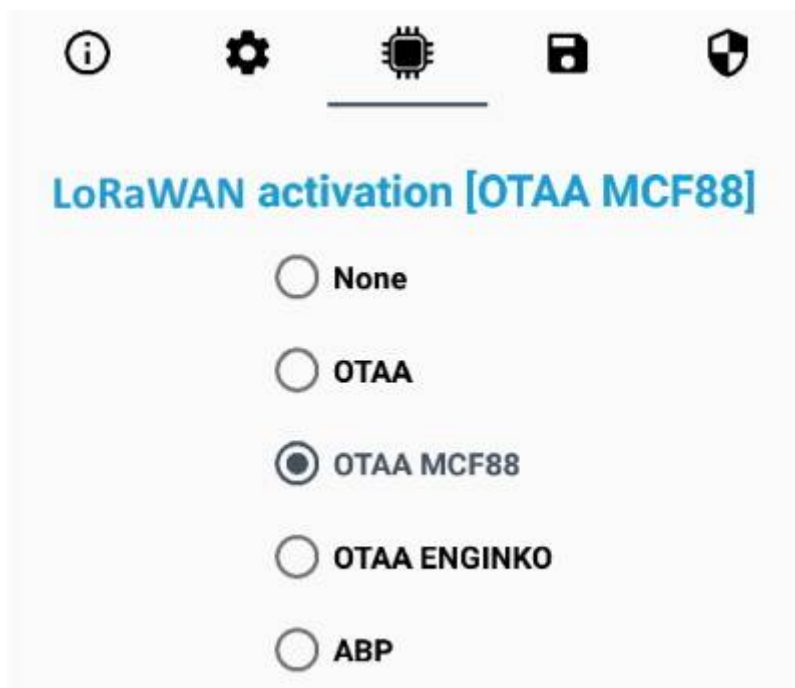 LoRaWAN activation [OTAA MCF88]
None
OTAA
OTAA MCF88
OTAA ENGINKO
ABP